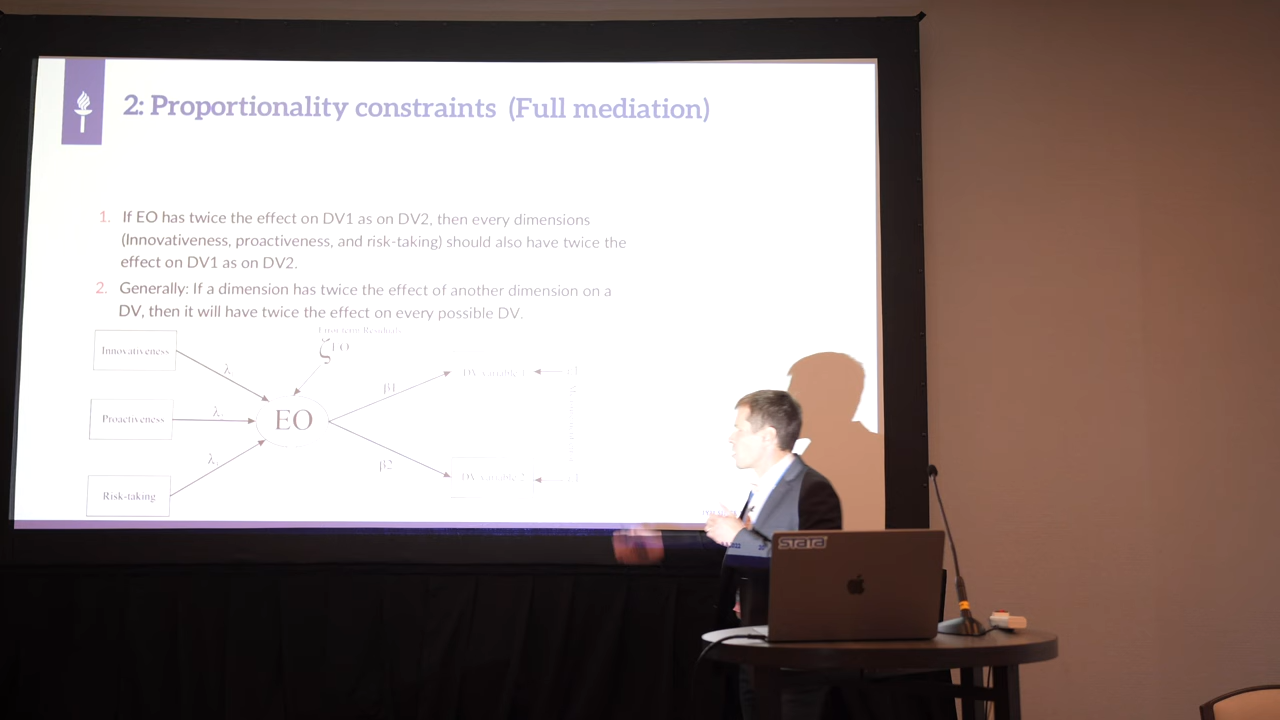 2: Proportionality constraints (Full mediation)
1. If EO has twice the effect on DV1 as on DV2, then every dimensions
(Innovativeness, proactiveness, and risk-taking) should also have twice the
effect on DV1 as on DV2.
2. Generally: If a dimension has twice the effect of another dimension on a
DV, then it will have twice the effect on every possible DV.
Innovativeness
λ
ζEO
β1
DV variable 1
Proactiveness
λ
EO
λ
β2
DV variable 2
Risk-taking
STATA